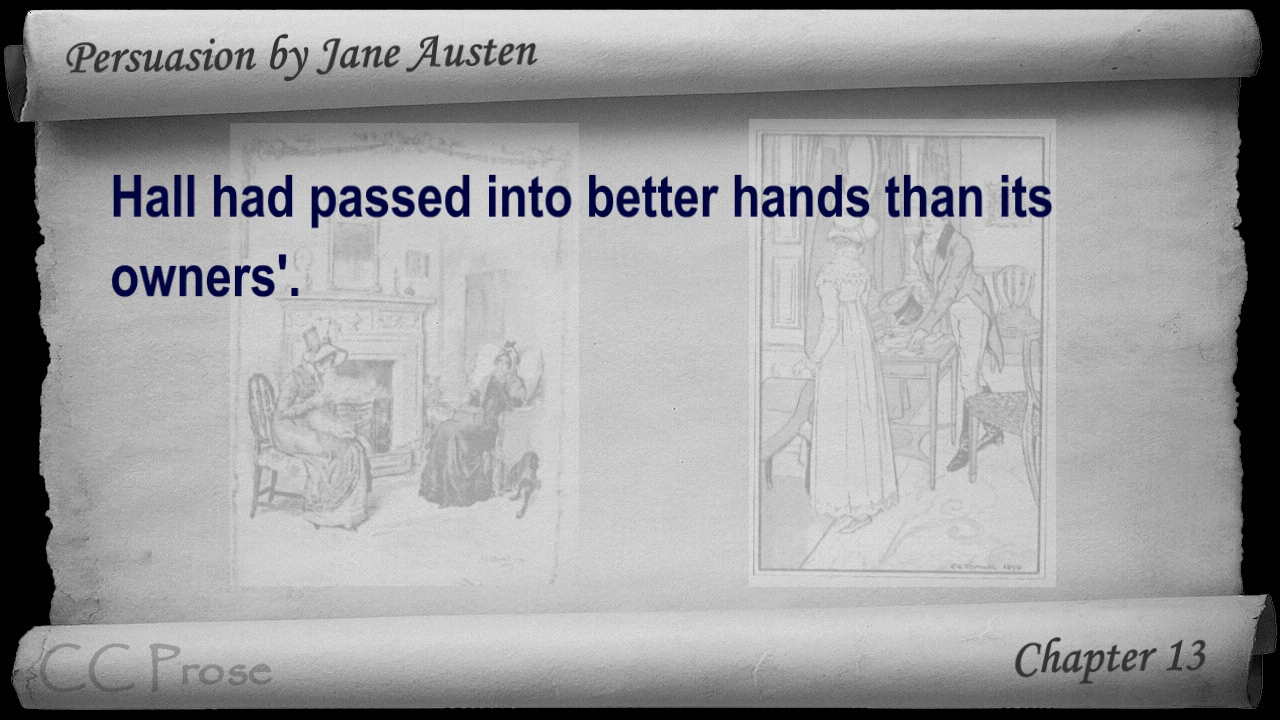 Persuasion by Jane Austen
Hall had passed into better hands than its
owners'.
CC Prose
Chapter 13